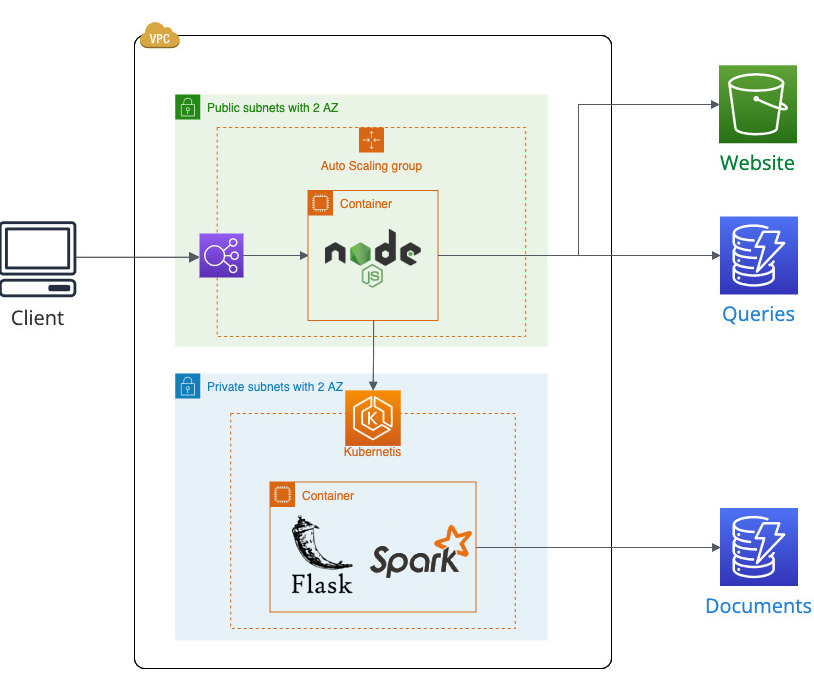 VPC
Public subnets with 2 AZ
Auto Scaling group
Container
node
JS
Website
Client
Queries
Private subnets with 2 AZ
K
Kubernetis
Container
Flask
Spark
Documents